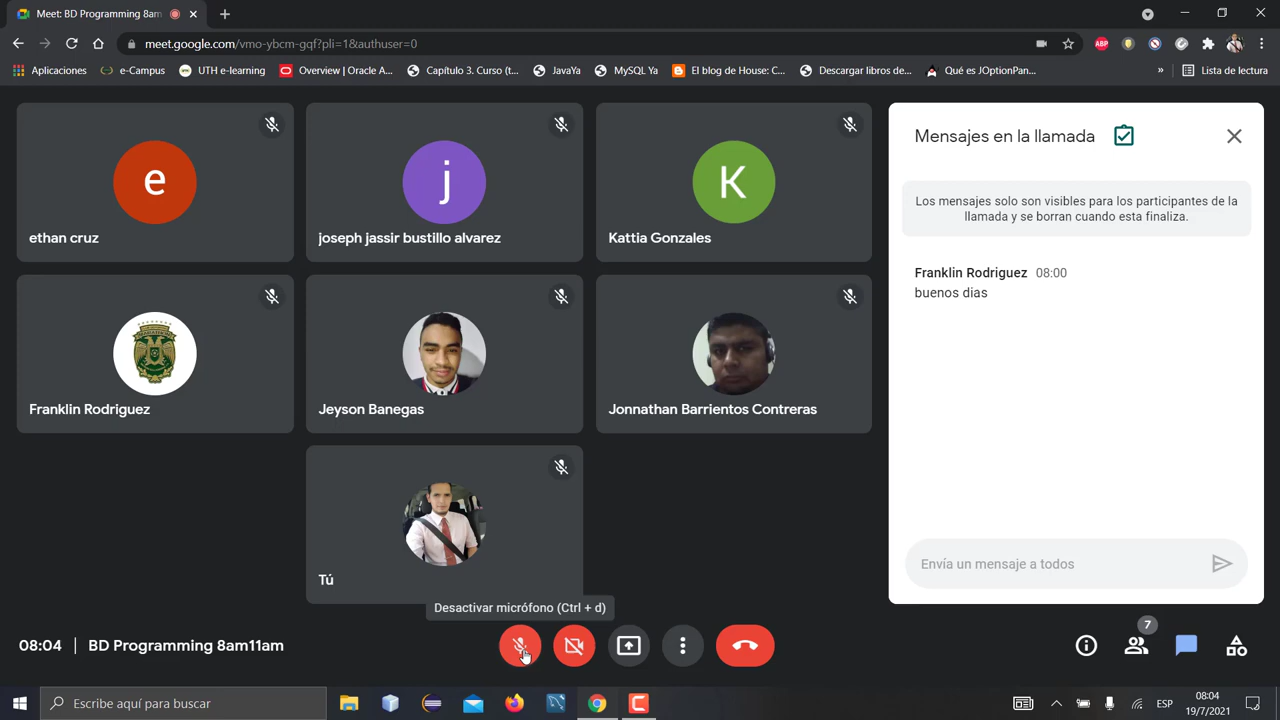 Meet: BD Programming 8am
meet.google.com/vmo-ybcm-gqf?pli=1&authuser=0
ABP
Aplicaciones
e-Campus
UTH e-learning
Overview | Oracle A...
Capítulo 3. Curso (t...
JavaYa
MySQL Ya
El blog de House: C...
Descargar libros de...
Qué es JOptionPan...
»
Lista de lectura
e
ethan cruz
j
joseph jassir bustillo alvarez
K
Kattia Gonzales
Franklin Rodriguez
Jeyson Banegas
Jonnathan Barrientos Contreras
Tú
Mensajes en la llamada
Los mensajes solo son visibles para los participantes de la
llamada y se borran cuando esta finaliza.
Franklin Rodriguez 08:00
buenos dias
Envía un mensaje a todos
Desactivar micrófono (Ctrl + d)
08:04 | BD Programming 8am11am
7
Escribe aquí para buscar
ESP
08:04
19/7/2021